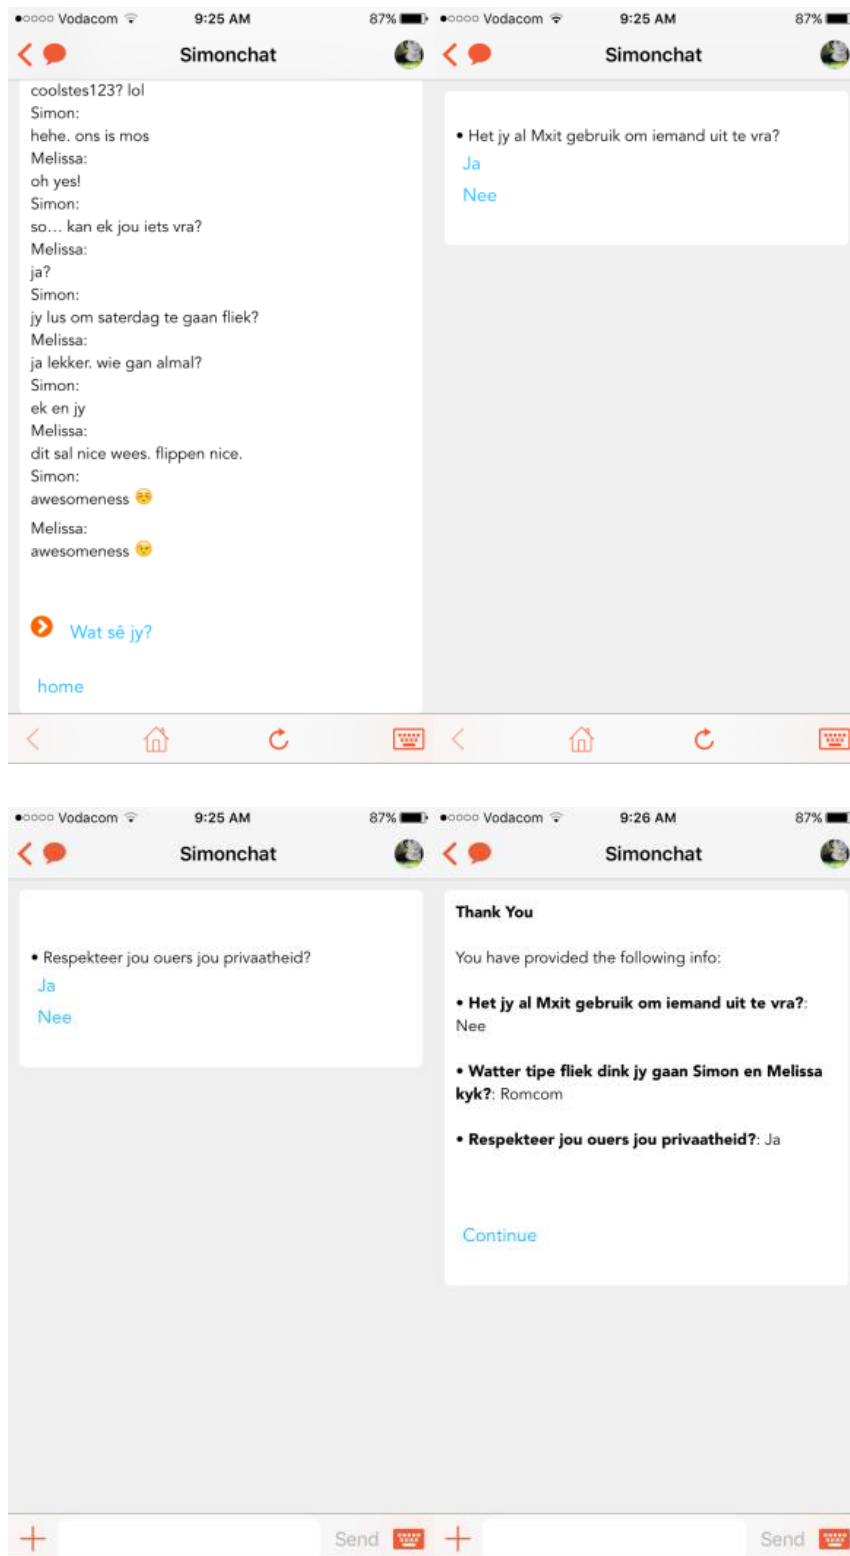 Vodacom 9:25 AM 87%
Simonchat
coolstes123? lol
Simon:
hehe. ons is mos
Melissa:
oh yes!
Simon:
so... kan ek jou iets vra?
Melissa:
ja?
Simon:
jy lus om saterdag te gaan fliek?
Melissa:
ja lekker. wie gan almal?
Simon:
ek en jy
Melissa:
dit sal nice wees. flippen nice.
Simon:
awesomeness ☺️
Melissa:
awesomeness 😉
Wat sê jy?
home
Vodacom 9:25 AM 87%
Simonchat
• Het jy al Mxit gebruik om iemand uit te vra?
Ja
Nee
Vodacom 9:25 AM 87%
Simonchat
• Respekteer jou ouers jou privaatheid?
Ja
Nee
Send
Vodacom 9:26 AM 87%
Simonchat
Thank You
You have provided the following info:
• Het jy al Mxit gebruik om iemand uit te vra?:
Nee
• Watter tipe fliek dink jy gaan Simon en Melissa
kyk?: Romcom
• Respekteer jou ouers jou privaatheid?: Ja
Continue
Send